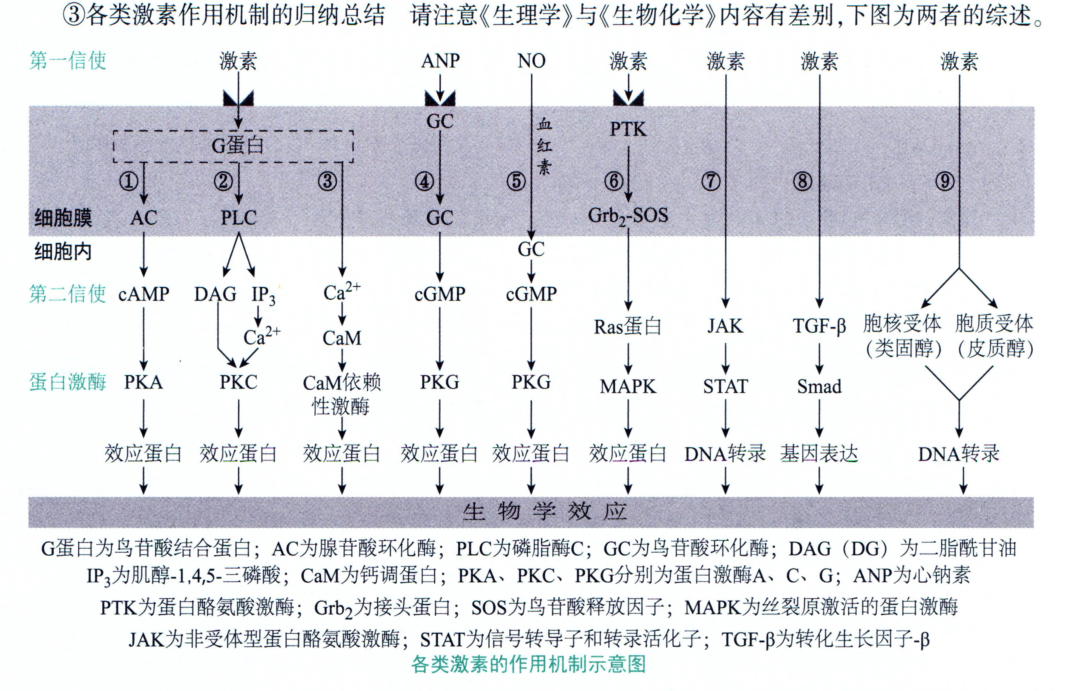 ③各类激素作用机制的归纳总结　请注意《生理学》与《生物化学》内容有差别,下图为两者的综述。
第一信使 激素 ANP NO 激素 激素 激素 激素
GC 血红素 PTK
G蛋白
① ② ③ ④ ⑤ ⑥ ⑦ ⑧ ⑨
细胞膜 AC PLC GC Grb₂-SOS
细胞内 GC
第二信使 cAMP DAG IP₃ Ca²⁺ cGMP cGMP
Ca²⁺ CaM Ras蛋白 JAK TGF-β 胞核受体 胞质受体
(类固醇) (皮质醇)
蛋白激酶 PKA PKC CaM依赖 PKG PKG MAPK STAT Smad
性激酶
效应蛋白 效应蛋白 效应蛋白 效应蛋白 效应蛋白 效应蛋白 DNA转录 基因表达 DNA转录
生物学效应
G蛋白为鸟苷酸结合蛋白；AC为腺苷酸环化酶；PLC为磷脂酶C；GC为鸟苷酸环化酶；DAG（DG）为二脂酰甘油
IP₃为肌醇-1,4,5-三磷酸；CaM为钙调蛋白；PKA、PKC、PKG分别为蛋白激酶A、C、G；ANP为心钠素
PTK为蛋白酪氨酸激酶；Grb₂为接头蛋白；SOS为鸟苷酸释放因子；MAPK为丝裂原激活的蛋白激酶
JAK为非受体型蛋白酪氨酸激酶；STAT为信号转导子和转录活化子；TGF-β为转化生长因子-β
各类激素的作用机制示意图